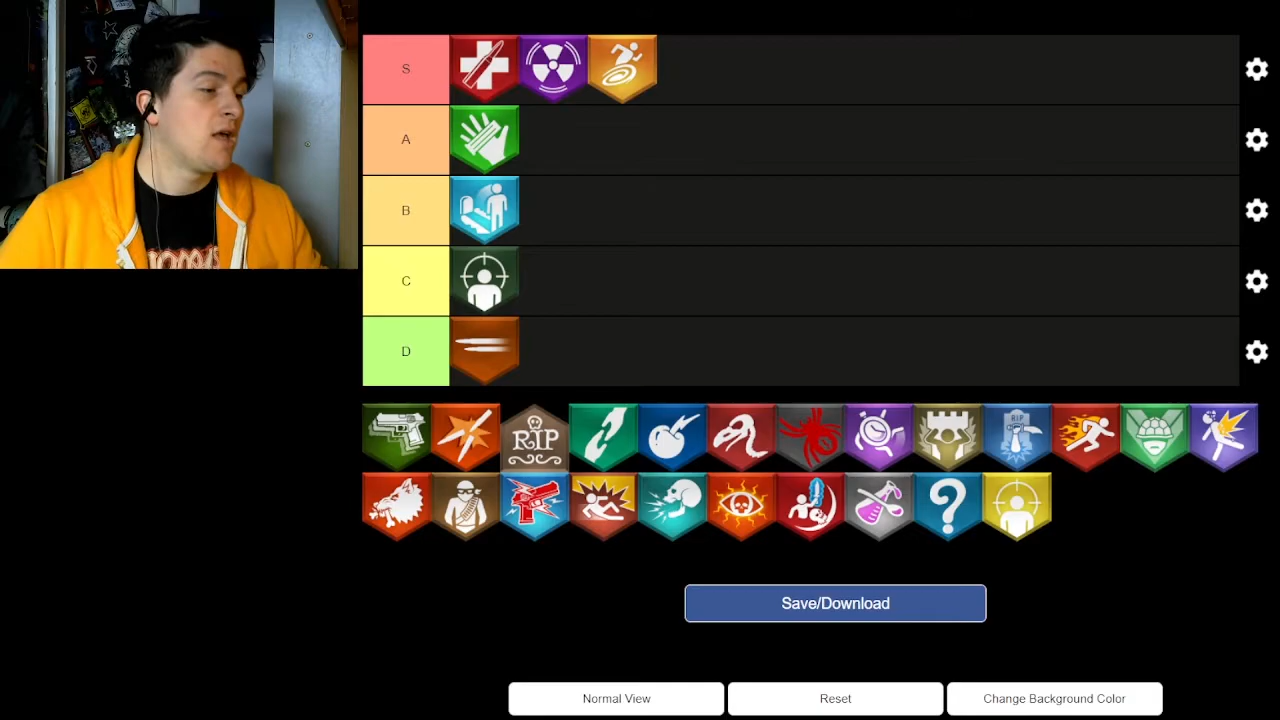 S
A
B
C
D
RIP
RIP
?
Save/Download
Normal View
Reset
Change Background Color